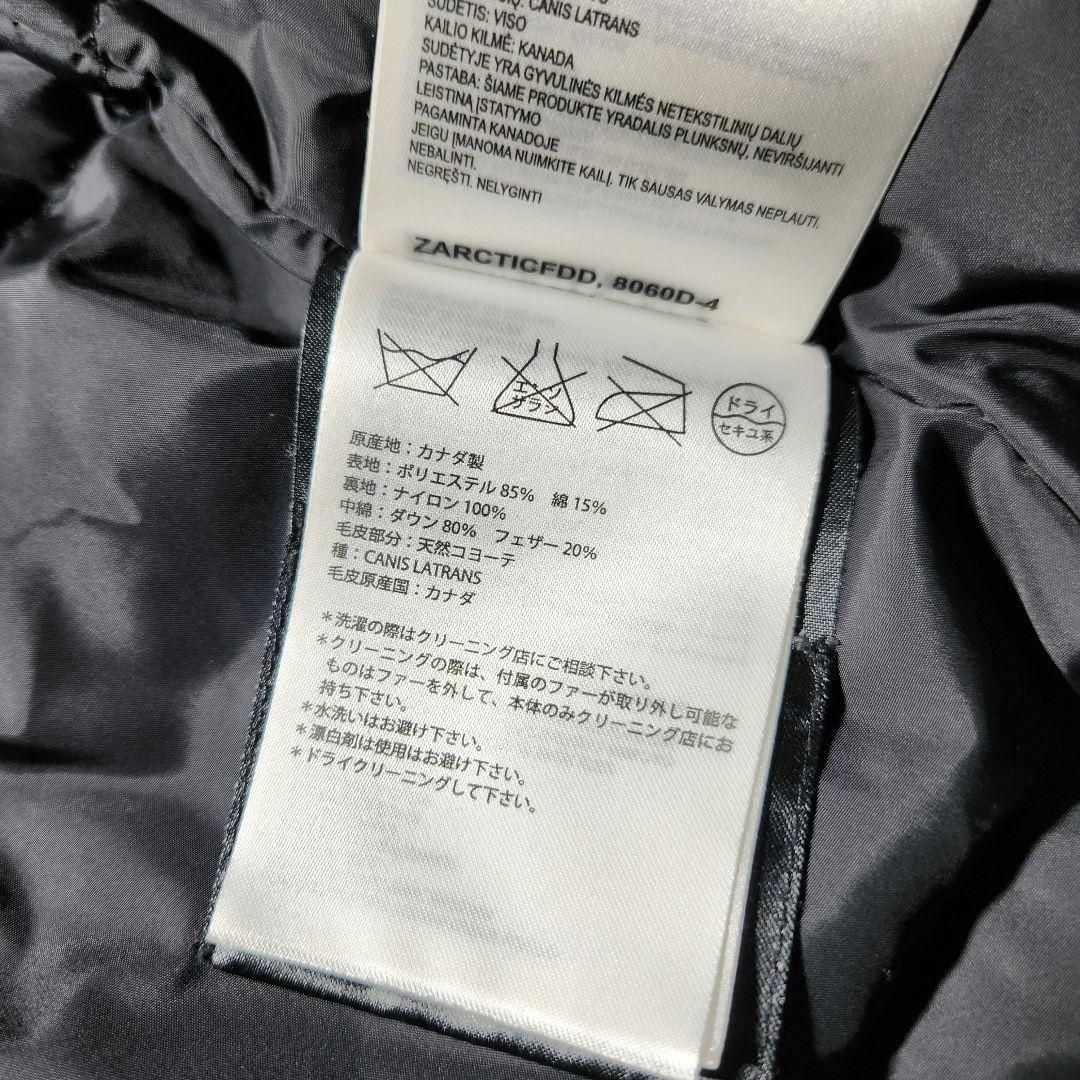 CANIS LATRANS
SUDĖTIS: VISO
KAILIO KILMĖ: KANADA
SUDĖTYJE YRA GYVULINĖS KILMĖS NETEKSTILINIŲ DALIŲ
PASTABA: ŠIAME PRODUKTE YRADALIS PLUNKSNŲ, NEVIRŠIJANTI
LEISTINĄ ĮSTATYMO
PAGAMINTA KANADOJE
JEIGU ĮMANOMA NUIMKITE KAILĮ. TIK SAUSAS VALYMAS NEPLAUTI.
NEBALINTI.
NEGRĘŠTI. NELYGINTI
ZARCTICFDD, 8060D-4
エンソ
グラン
ドライ
セキユ系
原産地：カナダ製
表地：ポリエステル 85% 綿 15%
裏地：ナイロン 100%
中綿：ダウン 80% フェザー 20%
毛皮部分：天然コヨーテ
種：CANIS LATRANS
毛皮原産国：カナダ
＊洗濯の際はクリーニング店にご相談下さい。
＊クリーニングの際は、付属のファーが取り外し可能な
ものはファーを外して、本体のみクリーニング店にお
持ち下さい。
＊水洗いはお避け下さい。
＊漂白剤は使用はお避け下さい。
＊ドライクリーニングして下さい。